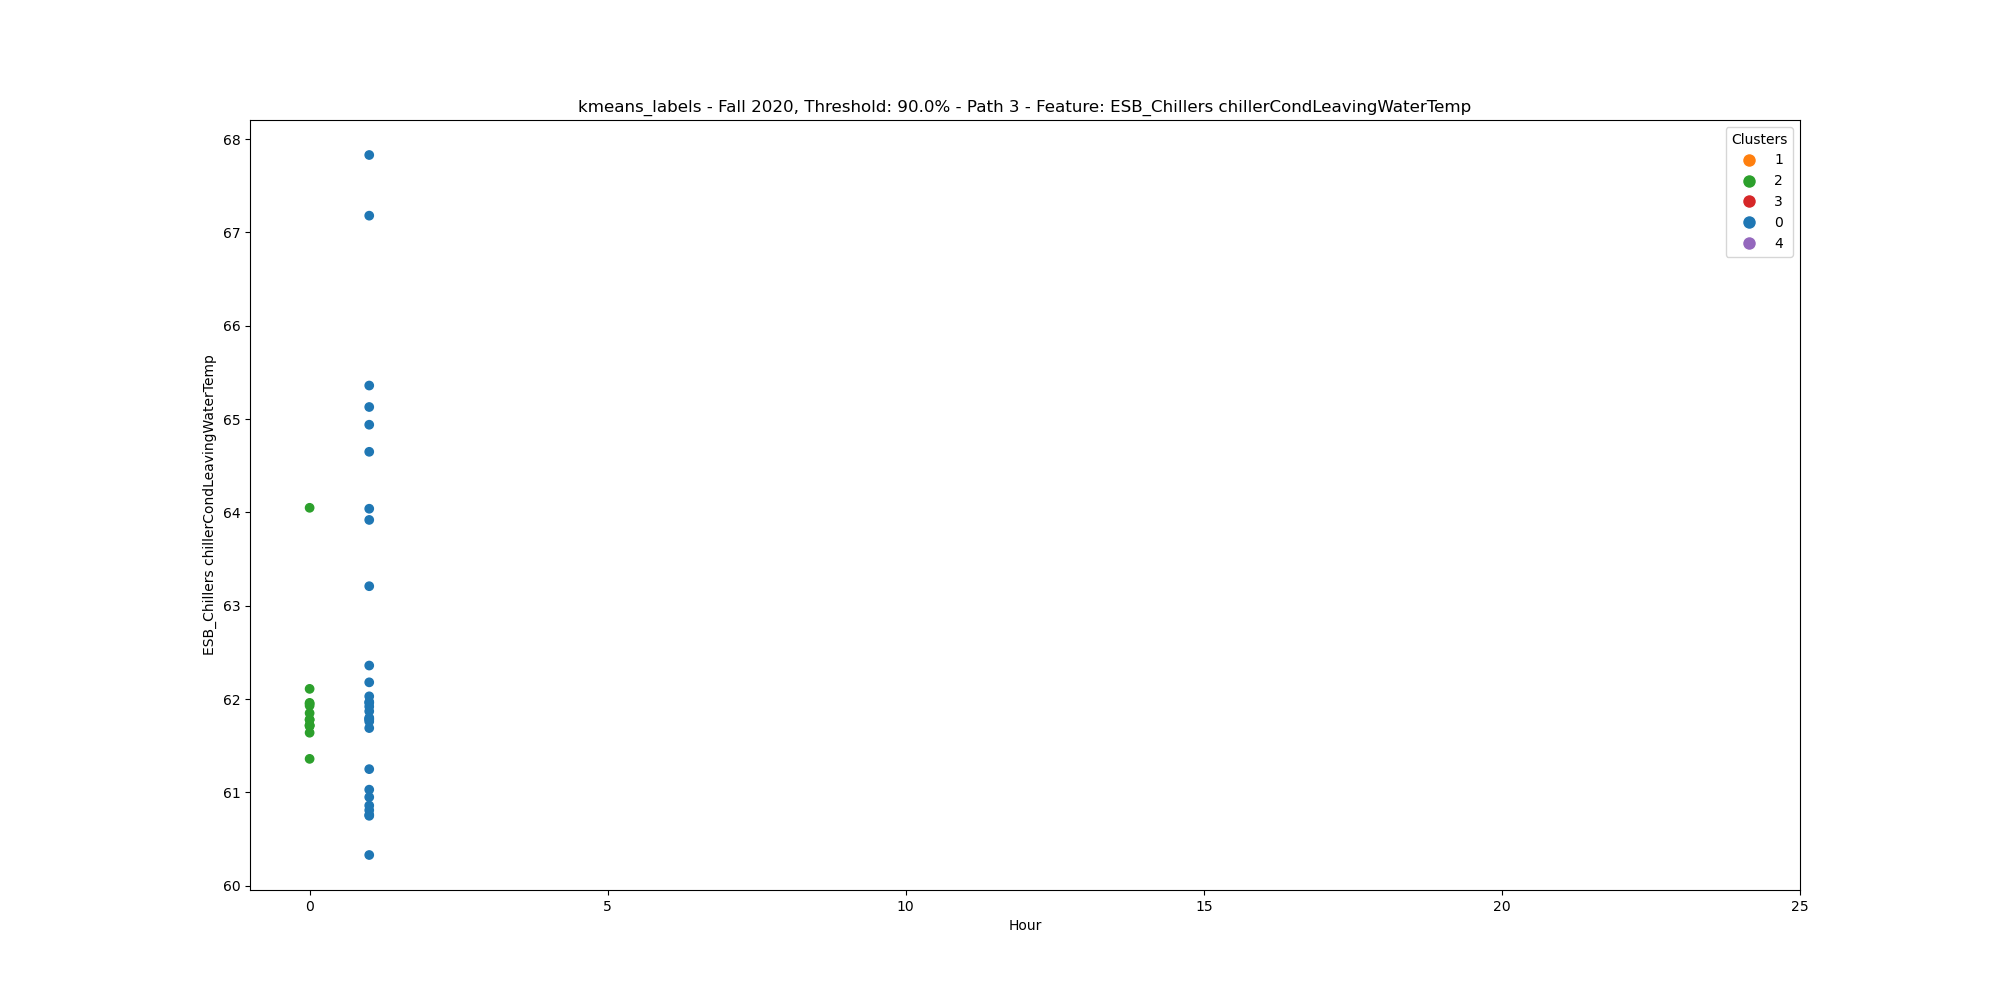 kmeans_labels - Fall 2020, Threshold: 90.0% - Path 3 - Feature: ESB_Chillers chillerCondLeavingWaterTemp
Clusters
1
2
3
0
4
68
67
66
65
64
63
62
61
60
ESB_Chillers chillerCondLeavingWaterTemp
0 5 10 15 20 25
Hour